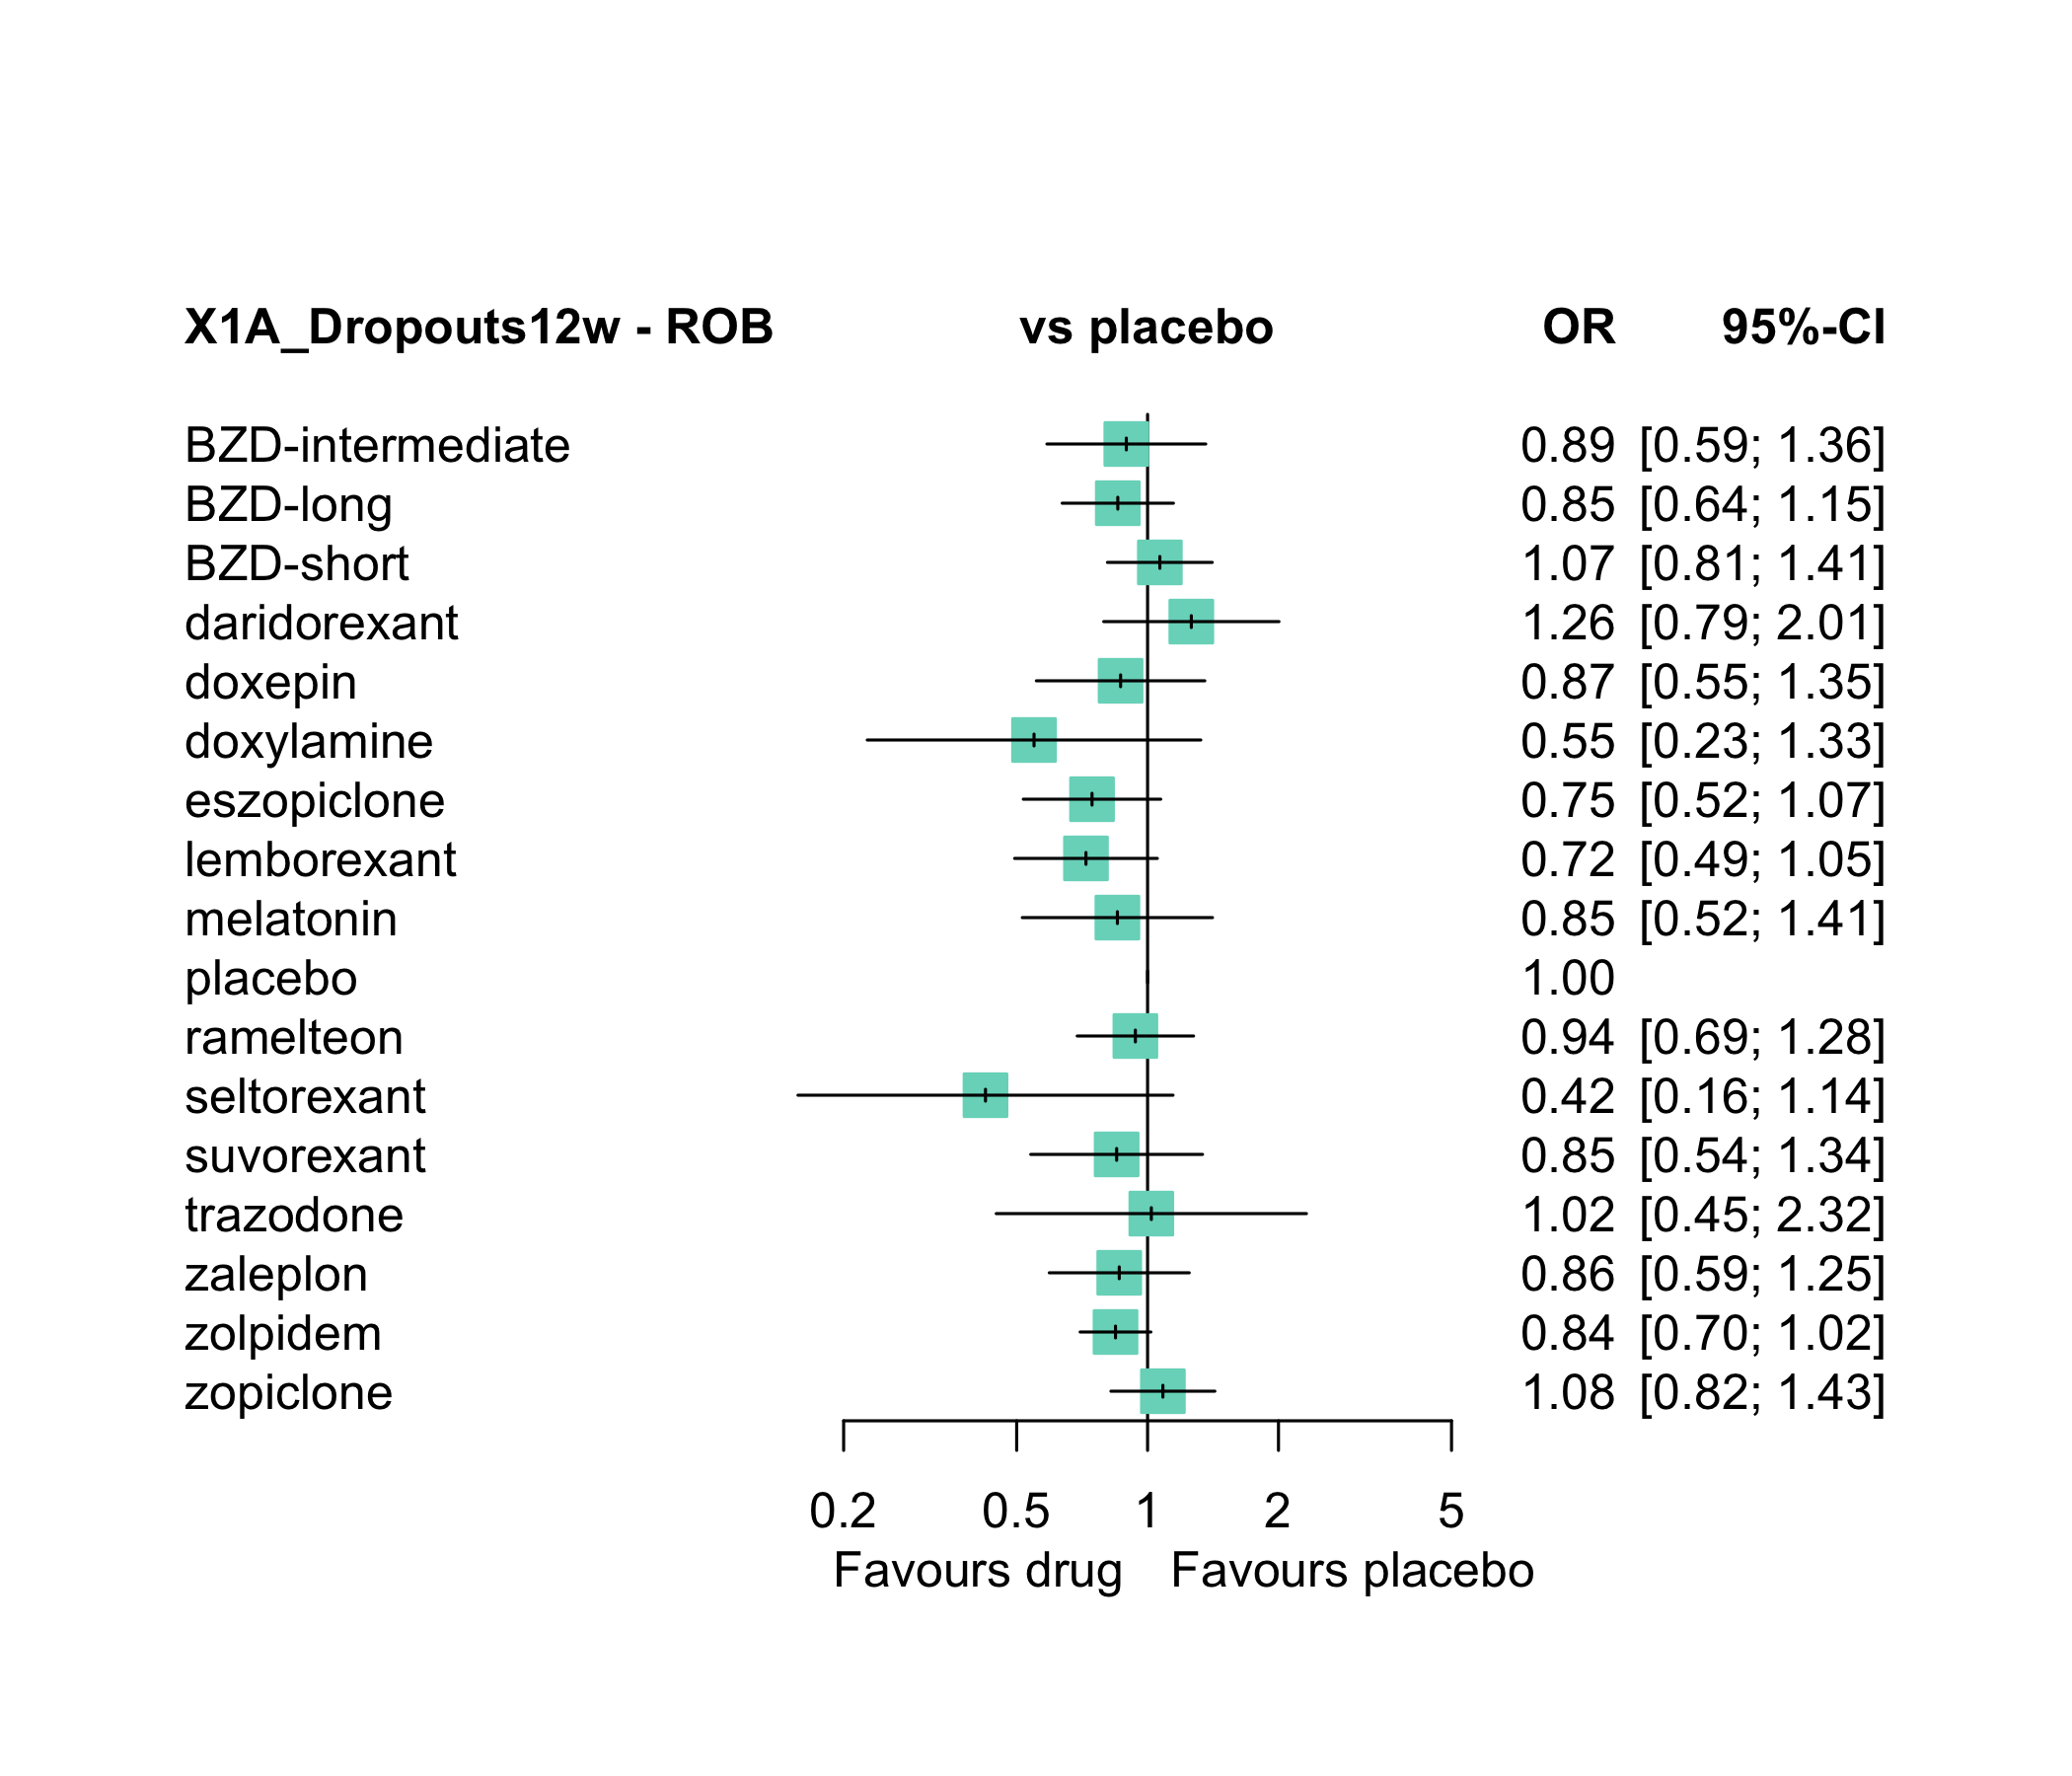 X1A_Dropouts12w - ROB vs placebo OR 95%-CI
BZD-intermediate 0.89 [0.59; 1.36]
BZD-long 0.85 [0.64; 1.15]
BZD-short 1.07 [0.81; 1.41]
daridorexant 1.26 [0.79; 2.01]
doxepin 0.87 [0.55; 1.35]
doxylamine 0.55 [0.23; 1.33]
eszopiclone 0.75 [0.52; 1.07]
lemborexant 0.72 [0.49; 1.05]
melatonin 0.85 [0.52; 1.41]
placebo 1.00
ramelteon 0.94 [0.69; 1.28]
seltorexant 0.42 [0.16; 1.14]
suvorexant 0.85 [0.54; 1.34]
trazodone 1.02 [0.45; 2.32]
zaleplon 0.86 [0.59; 1.25]
zolpidem 0.84 [0.70; 1.02]
zopiclone 1.08 [0.82; 1.43]
0.2 0.5 1 2 5
Favours drug Favours placebo